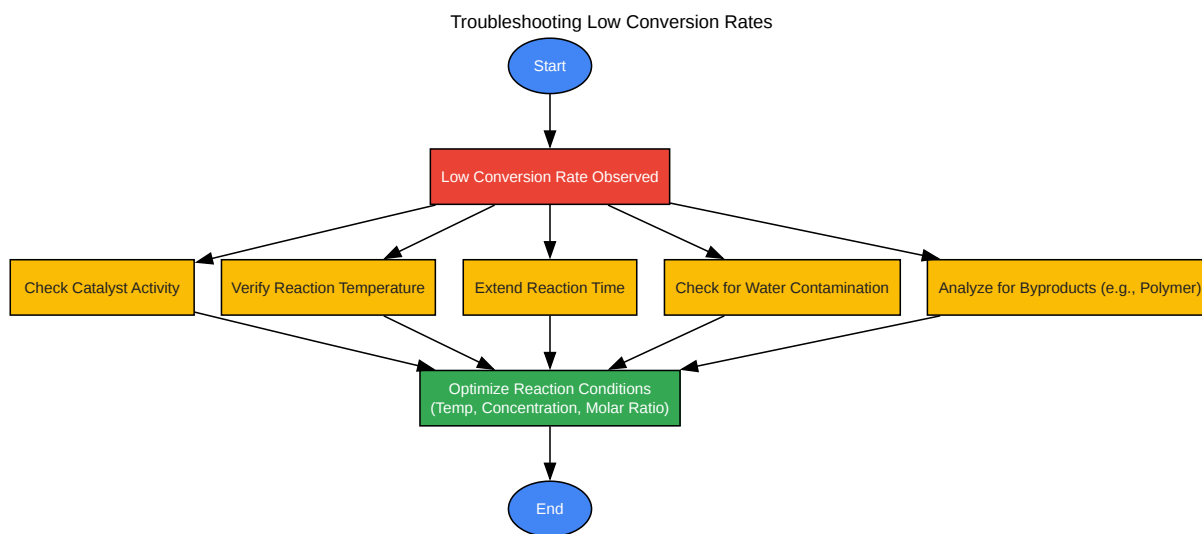 Troubleshooting Low Conversion Rates
Start
Low Conversion Rate Observed
Check Catalyst Activity
Verify Reaction Temperature
Extend Reaction Time
Check for Water Contamination
Analyze for Byproducts (e.g., Polymer)
Optimize Reaction Conditions
(Temp, Concentration, Molar Ratio)
End